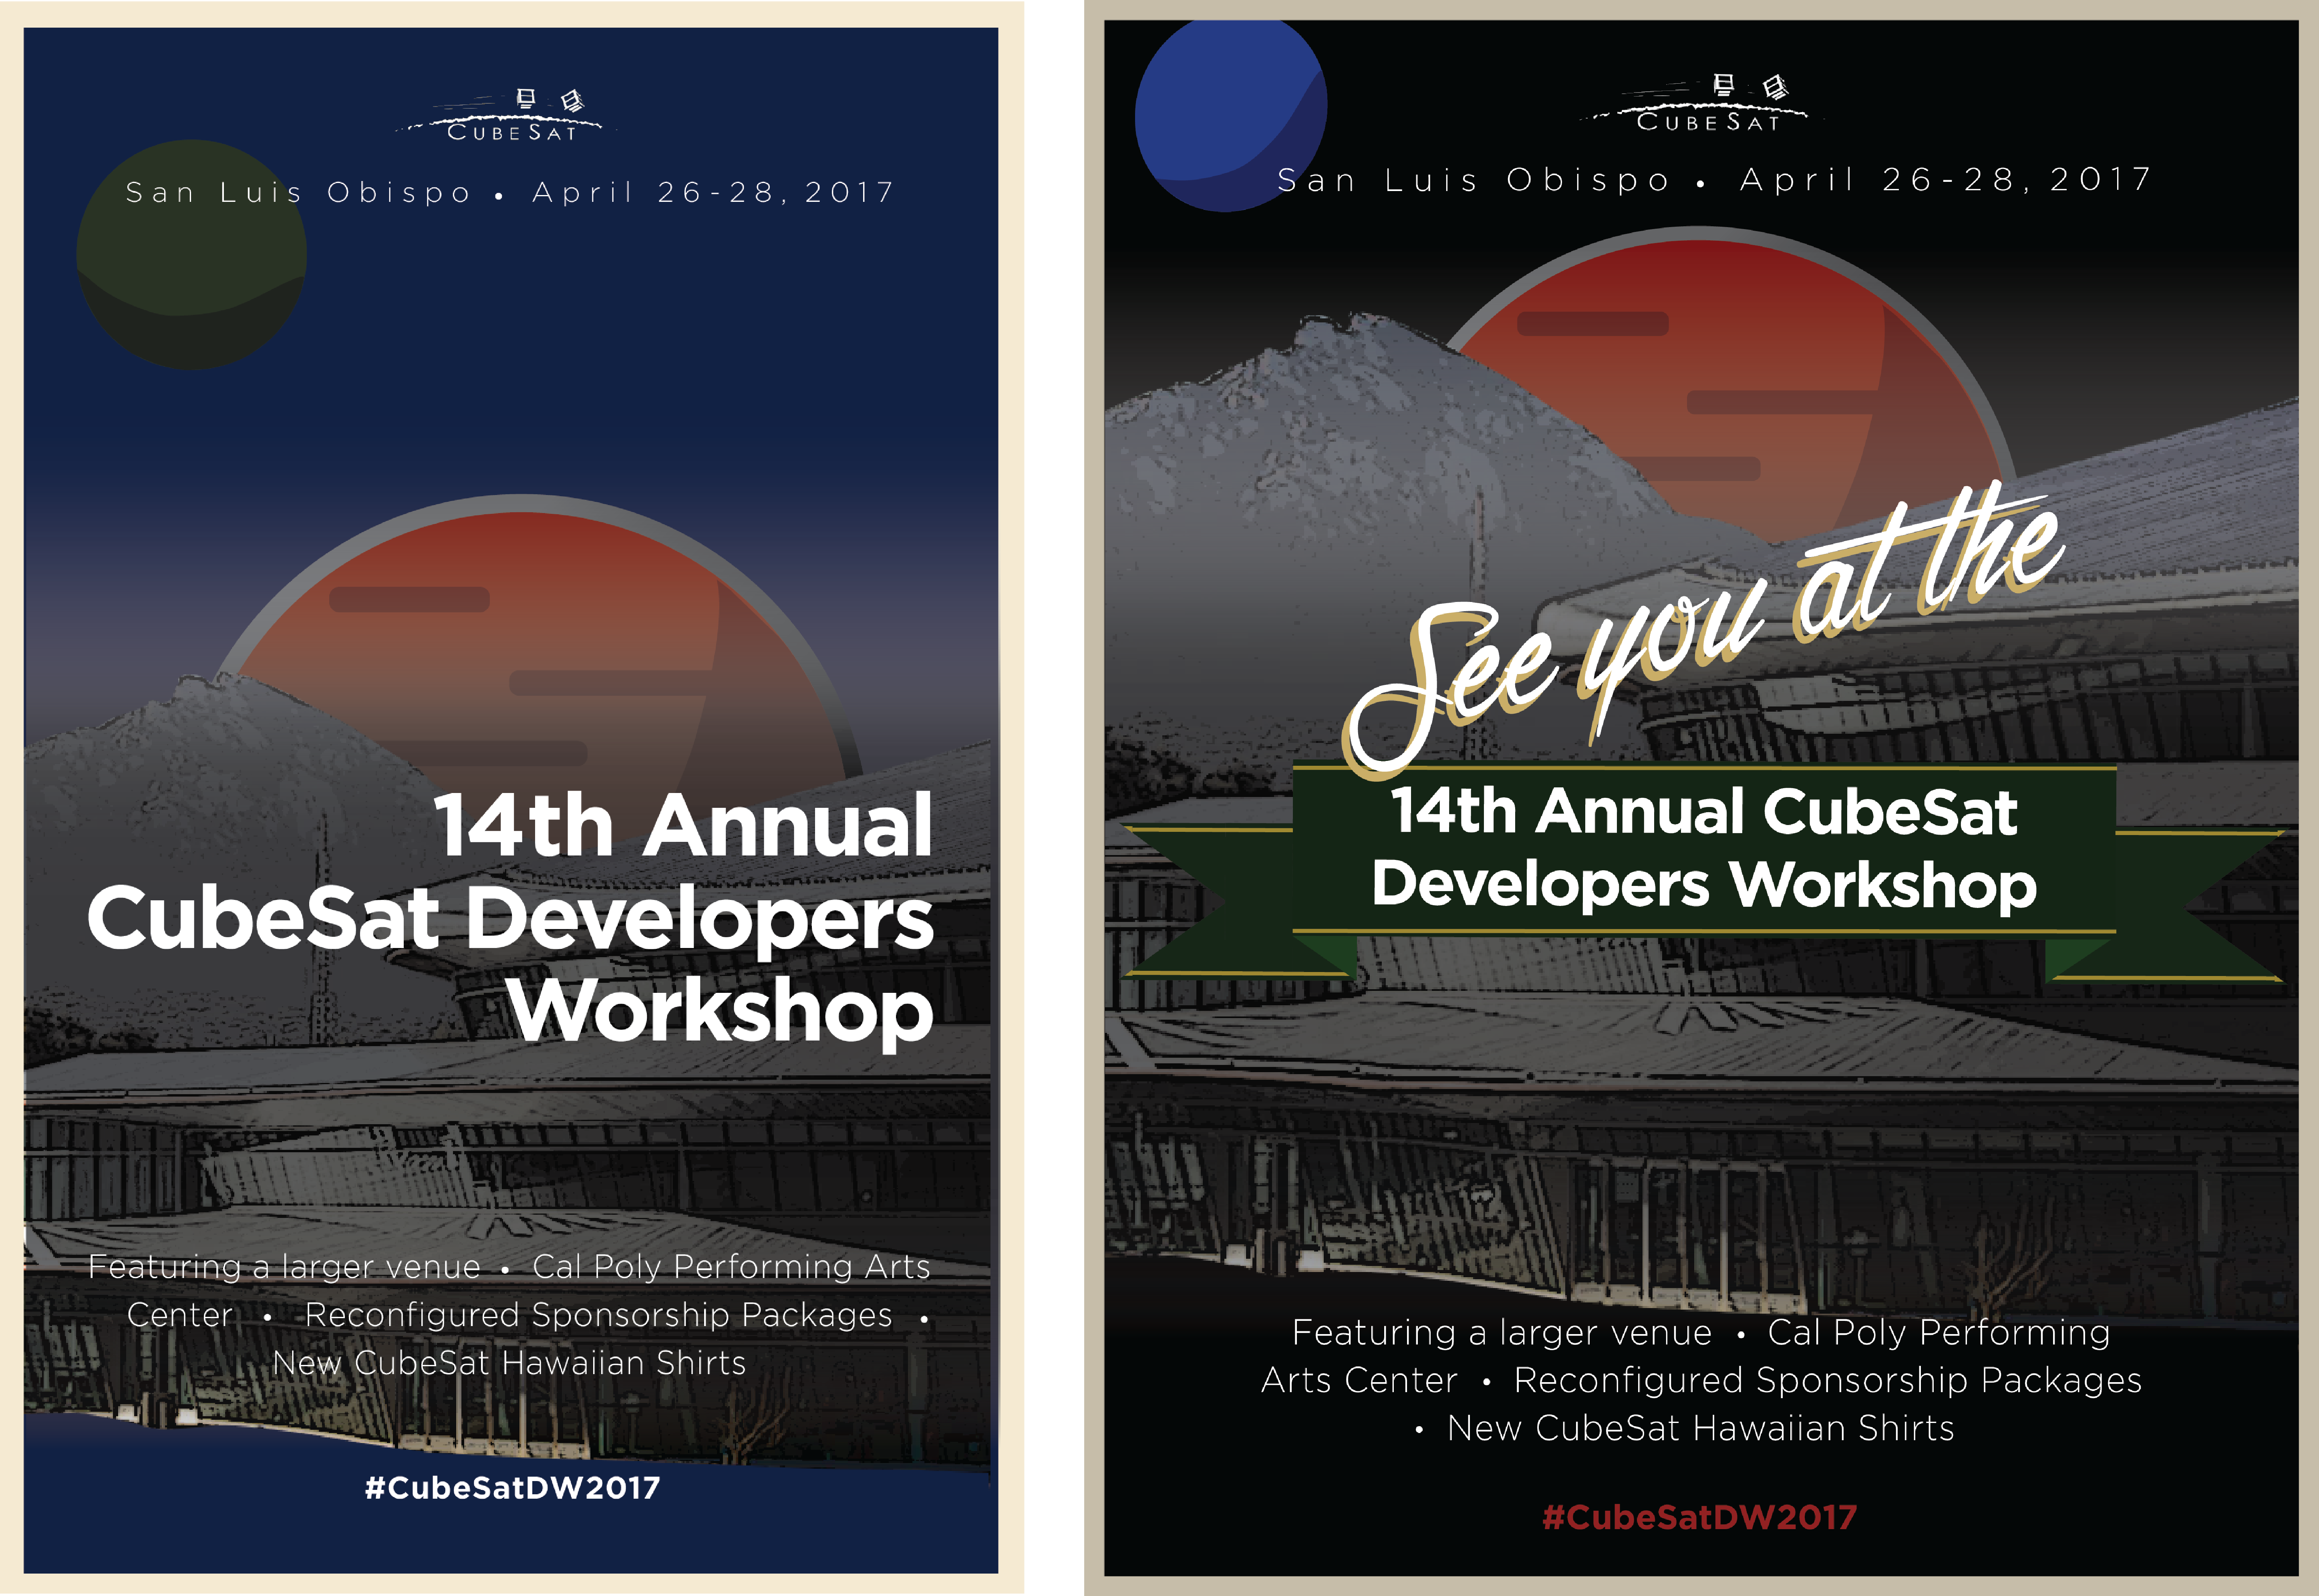 CUBESAT
San Luis Obispo • April 26-28, 2017
14th Annual
CubeSat Developers
Workshop
Featuring a larger venue • Cal Poly Performing Arts
Center • Reconfigured Sponsorship Packages •
New CubeSat Hawaiian Shirts
#CubeSatDW2017
CUBESAT
San Luis Obispo • April 26-28, 2017
See you at the
14th Annual CubeSat
Developers Workshop
Featuring a larger venue • Cal Poly Performing
Arts Center • Reconfigured Sponsorship Packages
• New CubeSat Hawaiian Shirts
#CubeSatDW2017